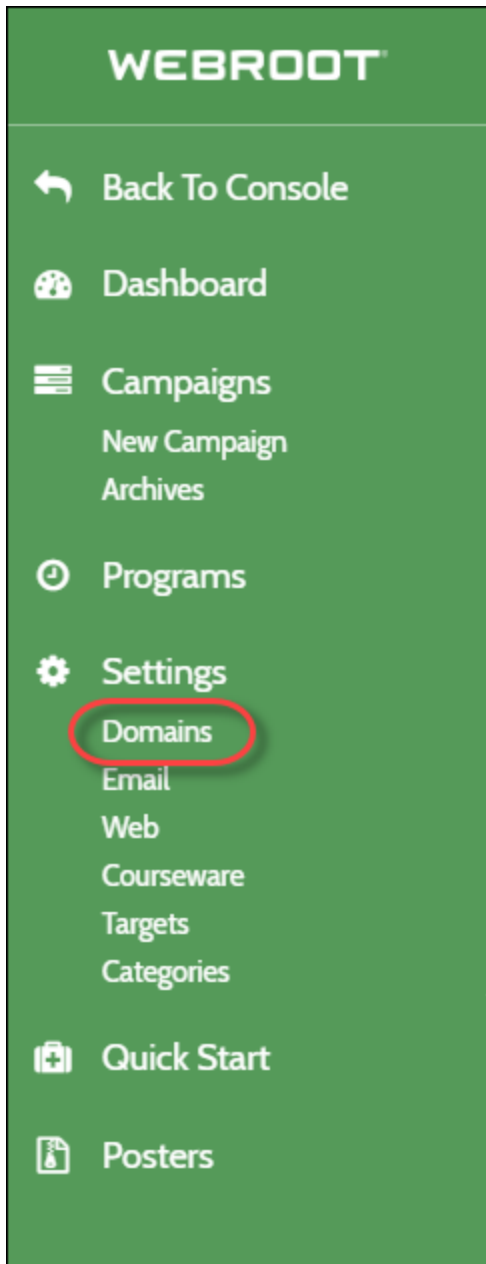 WEBROOT
Back To Console
Dashboard
Campaigns
New Campaign
Archives
Programs
Settings
Domains
Email
Web
Courseware
Targets
Categories
Quick Start
Posters